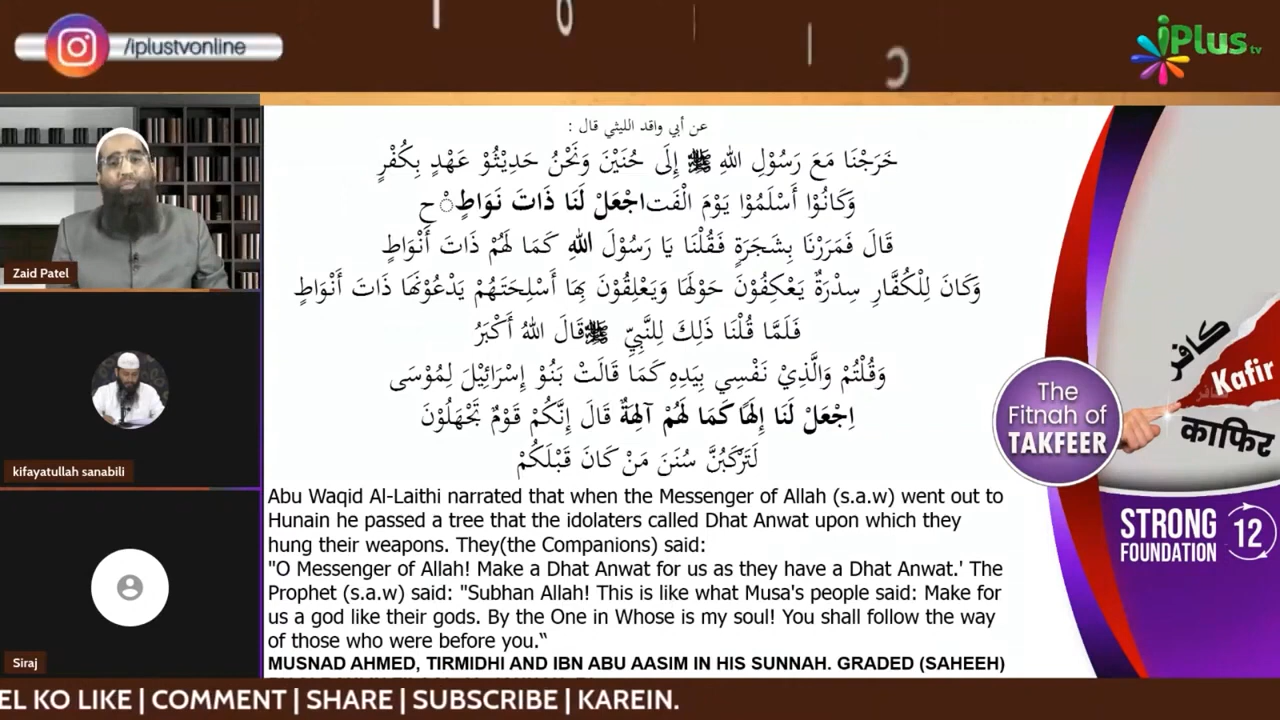 /iplustvonline
iPlus tv
عن أبي واقد الليثي قال :
خَرَجْنَا مَعَ رَسُوْلِ اللهِ ﷺ إِلَى حُنَيْنَ وَنَحْنُ حَدِيْثُوْ عَهْدٍ بِكُفْرٍ
وَكَانُوْا أَسْلَمُوْا يَوْمَ الْفَتاجْعَلْ لَنَا ذَاتَ نَوَاطٍْح
قَالَ فَمَرَرْنَا بِشَجَرَةٍ فَقُلْنَا يَا رَسُوْلَ اللهِ كَمَا لَهُمْ ذَاتَ أَنْوَاطٍ
وَكَانَ لِلْكُفَّارِ سِدْرَةٌ يَعْكِفُوْنَ حَوْلَهَا وَيَعْلِقُوْنَ بِهَا أَسْلِحَتَهُمْ يَدْعُوْنَهَا ذَاتَ أَنْوَاطٍ
فَلَمَّا قُلْنَا ذَلِكَ لِلنَّبِيِّ ﷺقَالَ اللهُ أَكْبَرُ
وَقُلْتُمْ وَالَّذِيْ نَفْسِي بِيَدِهِ كَمَا قَالَتْ بَنُوْ إِسْرَائِيْلَ لِمُوْسَى
اِجْعَلْ لَنَا إِلهًا كَمَا لَهُمْ آلِهَةٌ قَالَ إِنَّكُمْ قَوْمٌ تَجْهَلُوْنَ
لَتَرْكَبُنَّ سُنَنَ مَنْ كَانَ قَبْلَكُمْ
Abu Waqid Al-Laithi narrated that when the Messenger of Allah (s.a.w) went out to
Hunain he passed a tree that the idolaters called Dhat Anwat upon which they
hung their weapons. They(the Companions) said:
"O Messenger of Allah! Make a Dhat Anwat for us as they have a Dhat Anwat.' The
Prophet (s.a.w) said: "Subhan Allah! This is like what Musa's people said: Make for
us a god like their gods. By the One in Whose is my soul! You shall follow the way
of those who were before you.“
MUSNAD AHMED, TIRMIDHI AND IBN ABU AASIM IN HIS SUNNAH. GRADED (SAHEEH)
Zaid Patel
kifayatullah sanabili
Siraj
كافر
Kafir
काफिर
The
Fitnah of
TAKFEER
STRONG
FOUNDATION
12
EL KO LIKE | COMMENT | SHARE | SUBSCRIBE | KAREIN.